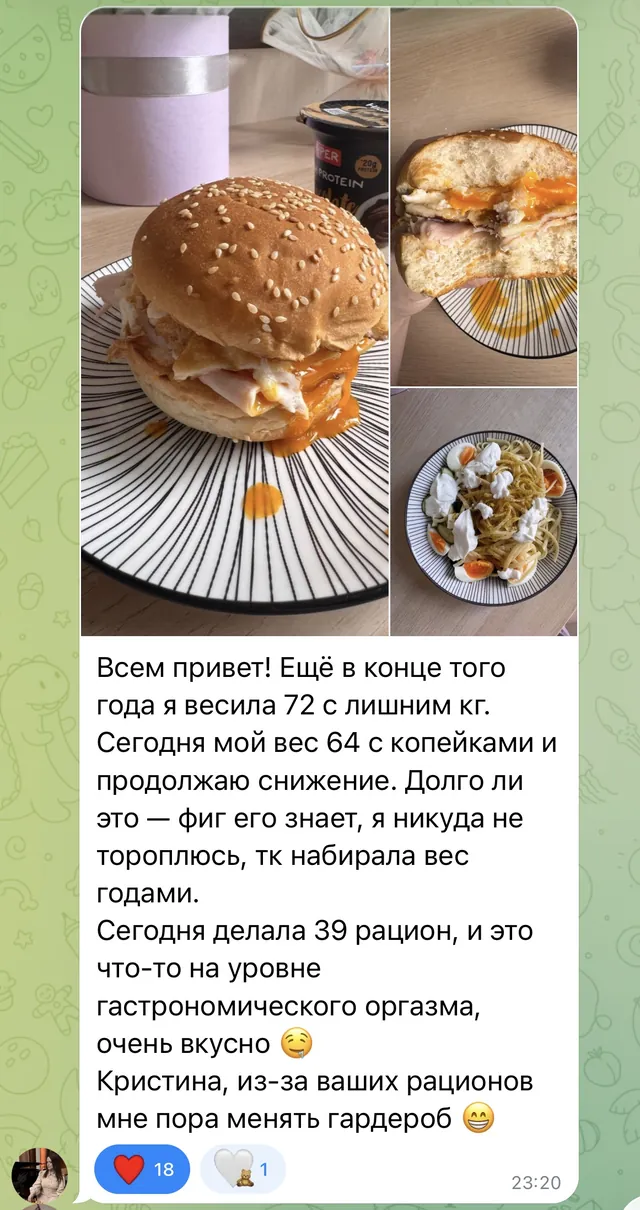 PER
20g
PROTEIN
PROTEIN
Всем привет! Ещё в конце того
года я весила 72 с лишним кг.
Сегодня мой вес 64 с копейками и
продолжаю снижение. Долго ли
это — фиг его знает, я никуда не
тороплюсь, тк набирала вес
годами.
Сегодня делала 39 рацион, и это
что-то на уровне
гастрономического оргазма,
очень вкусно 🤤
Кристина, из-за ваших рационов
мне пора менять гардероб 😁
❤️ 18 🤍🧸 1
23:20